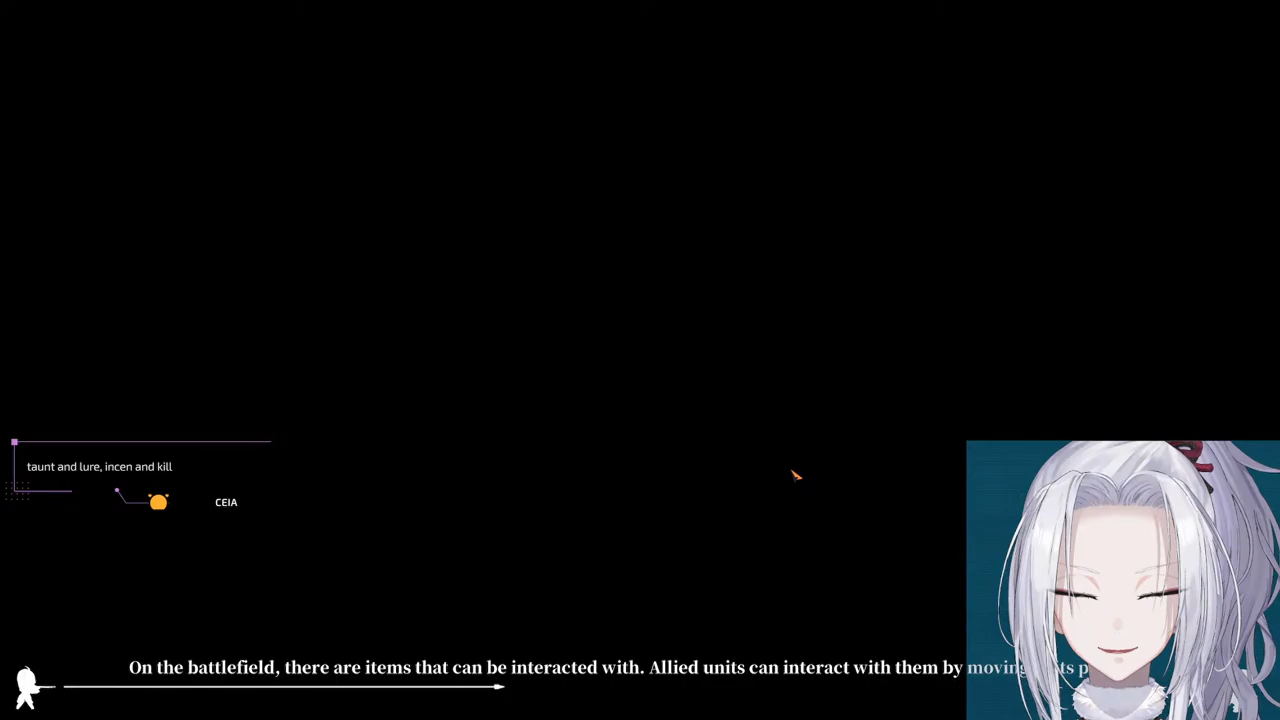 taunt and lure, incen and kill
CEIA
On the battlefield, there are items that can be interacted with. Allied units can interact with them by moving